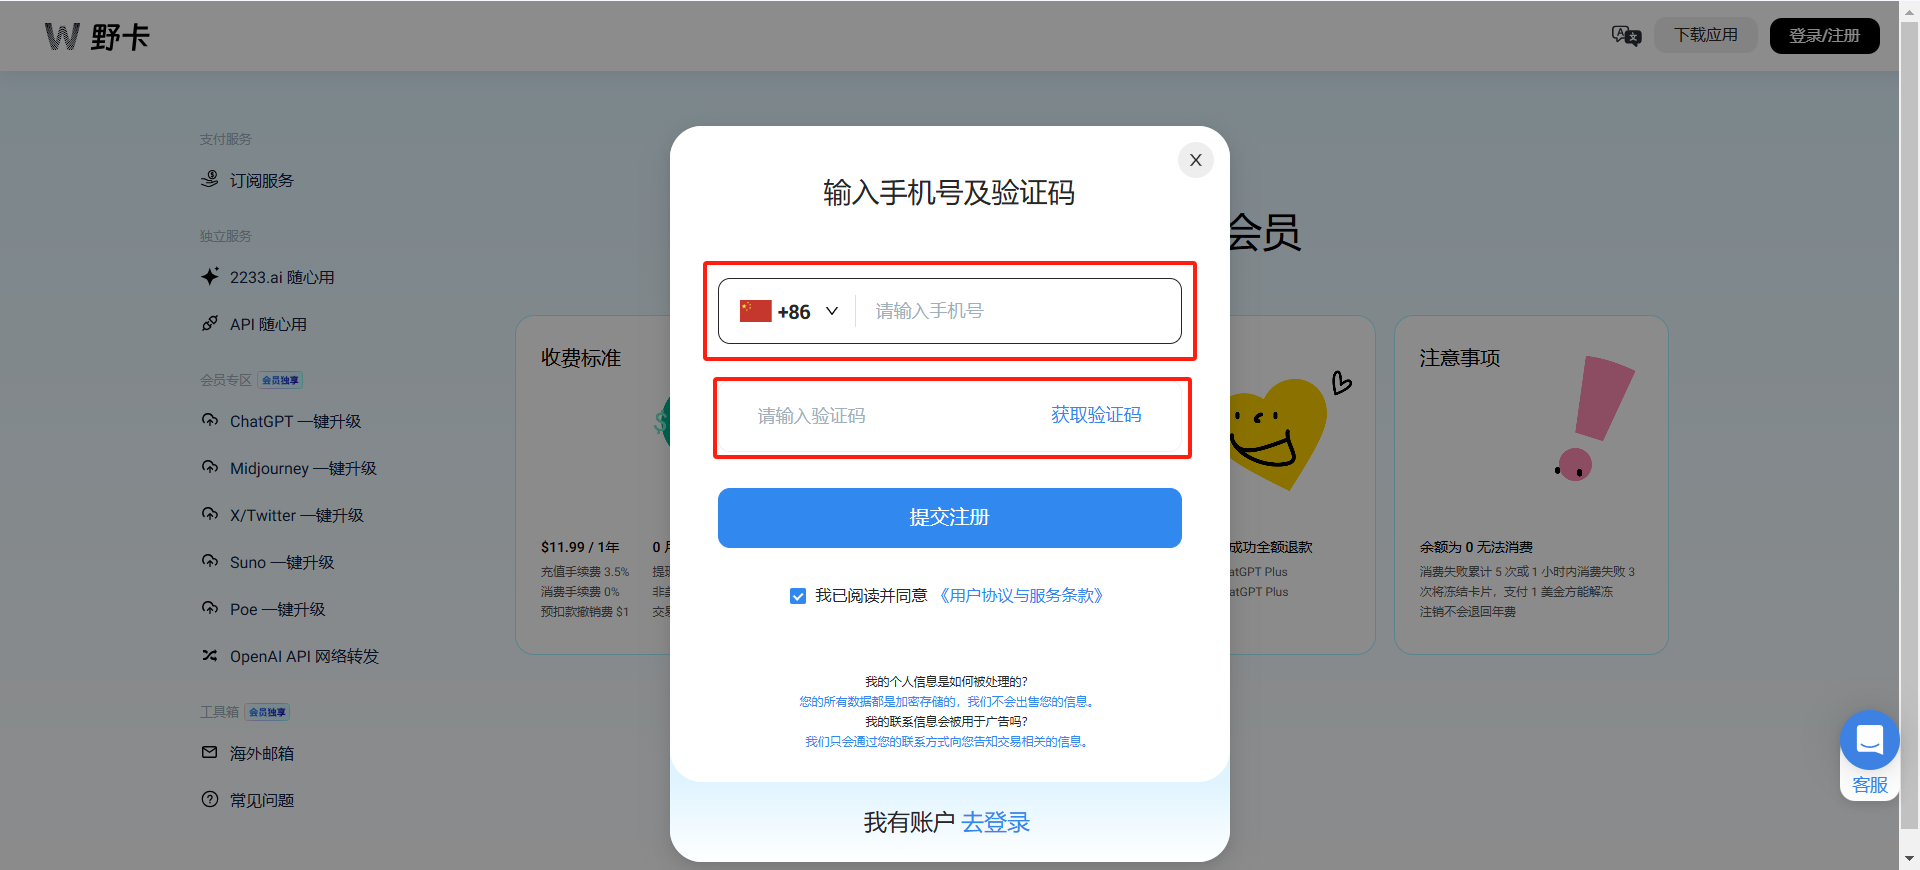 W 野卡
下载应用
登录/注册
支付服务
订阅服务
独立服务
2233.ai 随心用
API 随心用
会员专区 会员独享
ChatGPT 一键升级
Midjourney 一键升级
X/Twitter 一键升级
Suno 一键升级
Poe 一键升级
OpenAI API 网络转发
工具箱 会员独享
海外邮箱
常见问题
会员
收费标准
$11.99 / 1年
0 月
充值手续费 3.5%
消费手续费 0%
预扣款撤销费 $1
X
输入手机号及验证码
+86
请输入手机号
请输入验证码
获取验证码
提交注册
我已阅读并同意 《用户协议与服务条款》
我的个人信息是如何被处理的?
您的所有数据都是加密存储的，我们不会出售您的信息。
我的联系信息会被用于广告吗?
我们只会通过您的联系方式向您告知交易相关的信息。
我有账户 去登录
成功全额退款
atGPT Plus
atGPT Plus
注意事项
余额为 0 无法消费
消费失败累计 5 次或 1 小时内消费失败 3
次将冻结卡片，支付 1 美金方能解冻
注销不会退回年费
客服